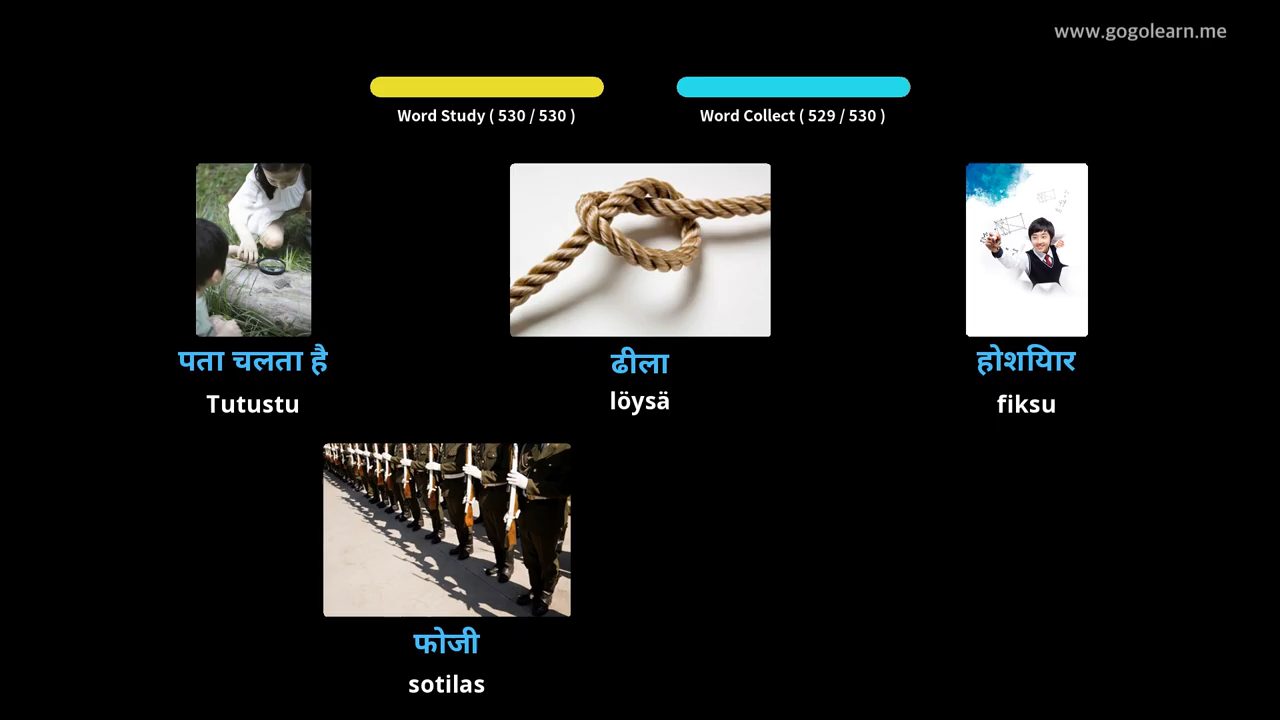 www.gogolearn.me
Word Study ( 530 / 530 )
Word Collect ( 529 / 530 )
पता चलता है
Tutustu
ढीला
löysä
होशियार
fiksu
फोजी
sotilas